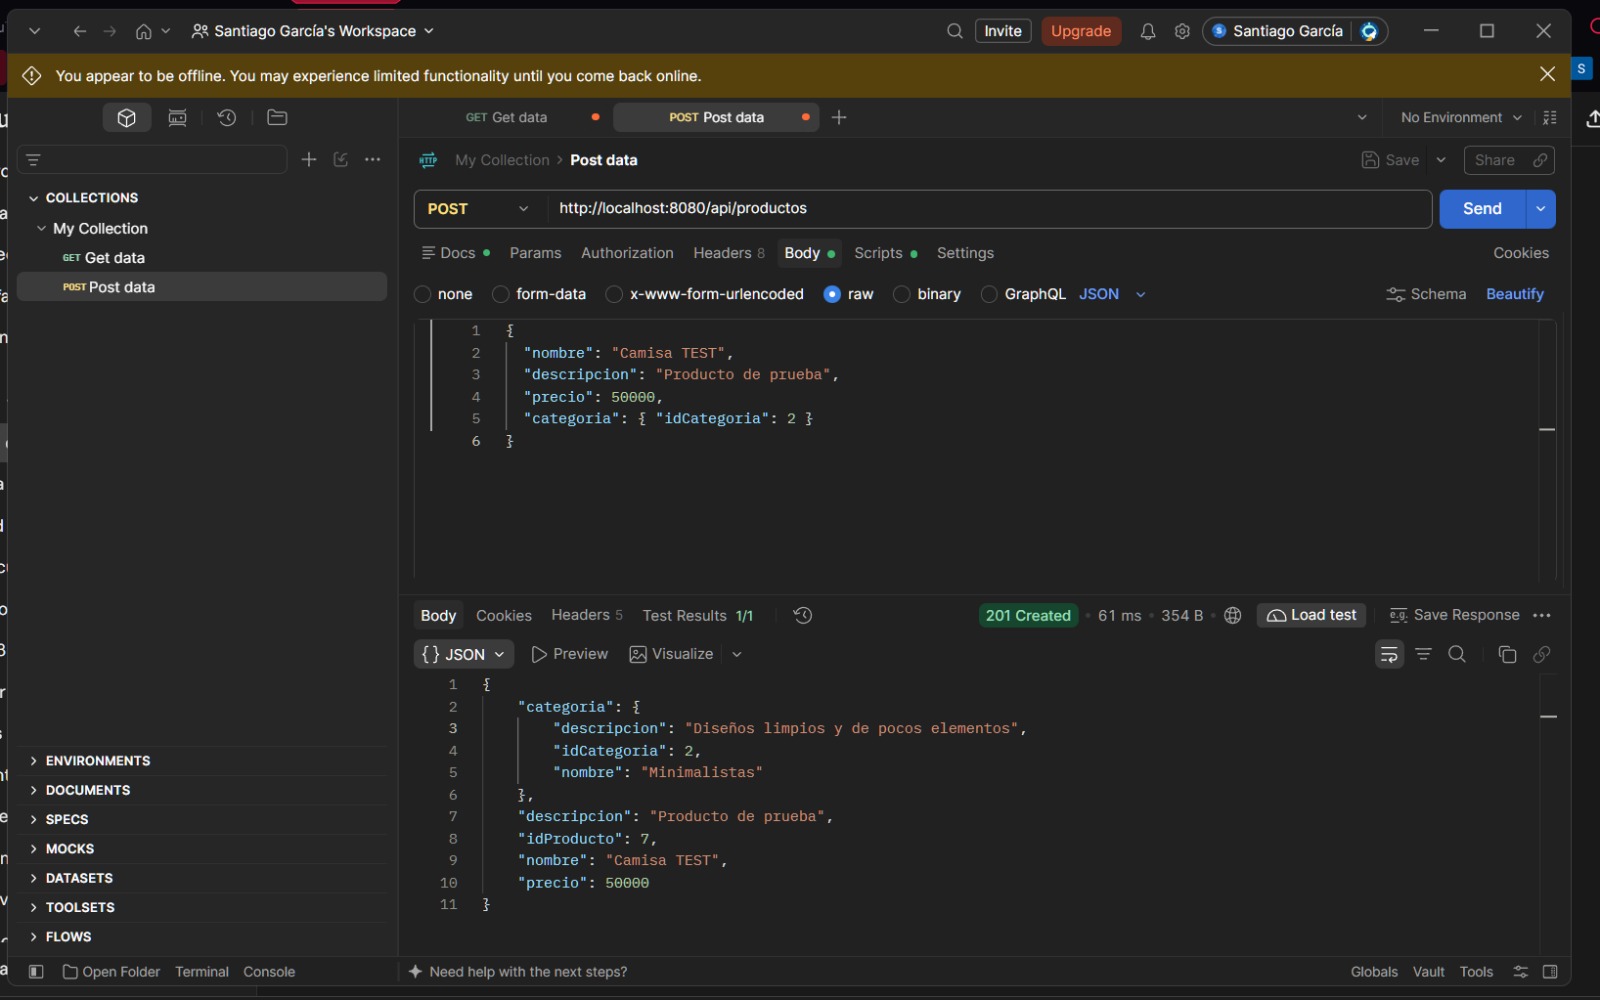 Santiago García's Workspace
Invite
Upgrade
S Santiago García
You appear to be offline. You may experience limited functionality until you come back online.
S
GET Get data
POST Post data
No Environment
HTTP My Collection > Post data
Save
Share
COLLECTIONS
My Collection
GET Get data
POST Post data
POST http://localhost:8080/api/productos
Send
Docs Params Authorization Headers 8 Body Scripts Settings
Cookies
none form-data x-www-form-urlencoded raw binary GraphQL JSON
Schema Beautify
1 {
2 "nombre": "Camisa TEST",
3 "descripcion": "Producto de prueba",
4 "precio": 50000,
5 "categoria": { "idCategoria": 2 }
6 }
Body Cookies Headers 5 Test Results 1/1
201 Created • 61 ms • 354 B
Load test
e.g. Save Response
{} JSON Preview Visualize
1 {
2 "categoria": {
3 "descripcion": "Diseños limpios y de pocos elementos",
4 "idCategoria": 2,
5 "nombre": "Minimalistas"
6 },
7 "descripcion": "Producto de prueba",
8 "idProducto": 7,
9 "nombre": "Camisa TEST",
10 "precio": 50000
11 }
ENVIRONMENTS
DOCUMENTS
SPECS
MOCKS
DATASETS
TOOLSETS
FLOWS
Open Folder Terminal Console
Need help with the next steps?
Globals Vault Tools